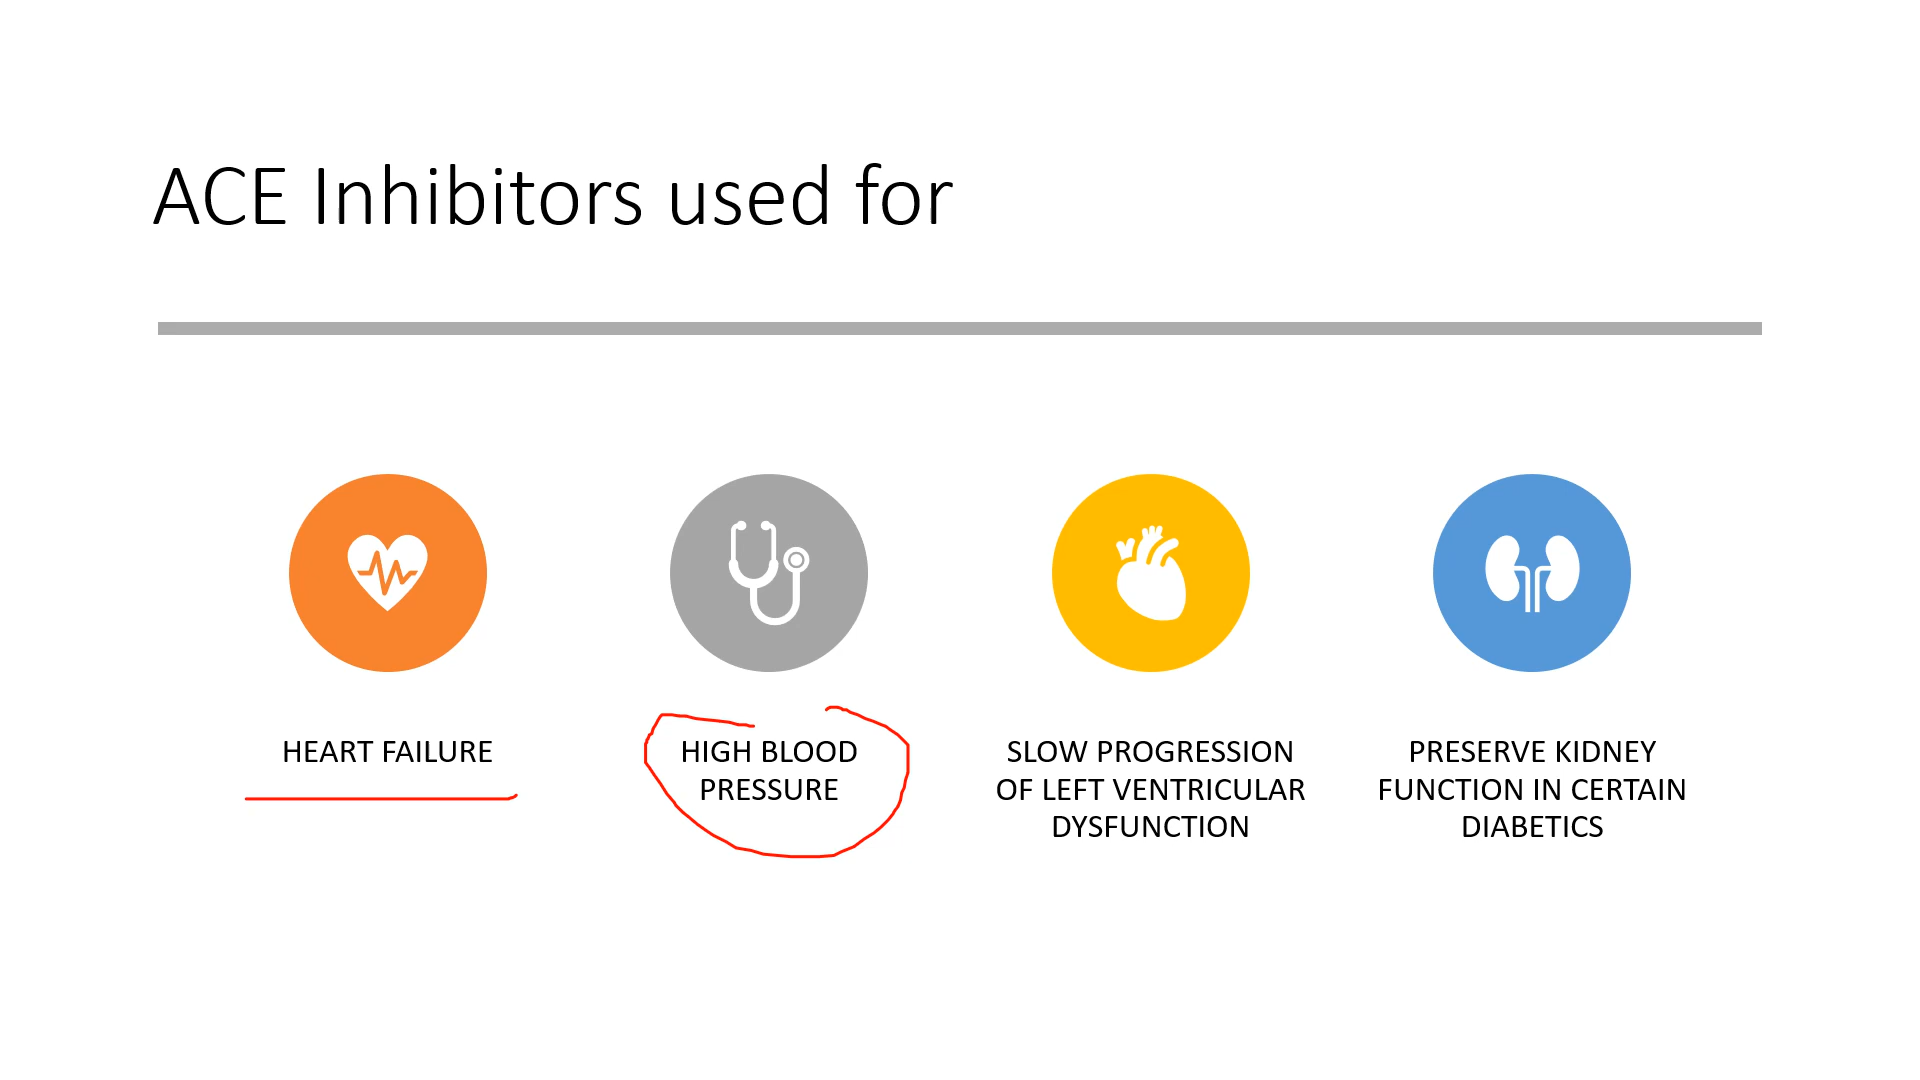 ACE Inhibitors used for
HEART FAILURE
HIGH BLOOD
PRESSURE
SLOW PROGRESSION
OF LEFT VENTRICULAR
DYSFUNCTION
PRESERVE KIDNEY
FUNCTION IN CERTAIN
DIABETICS